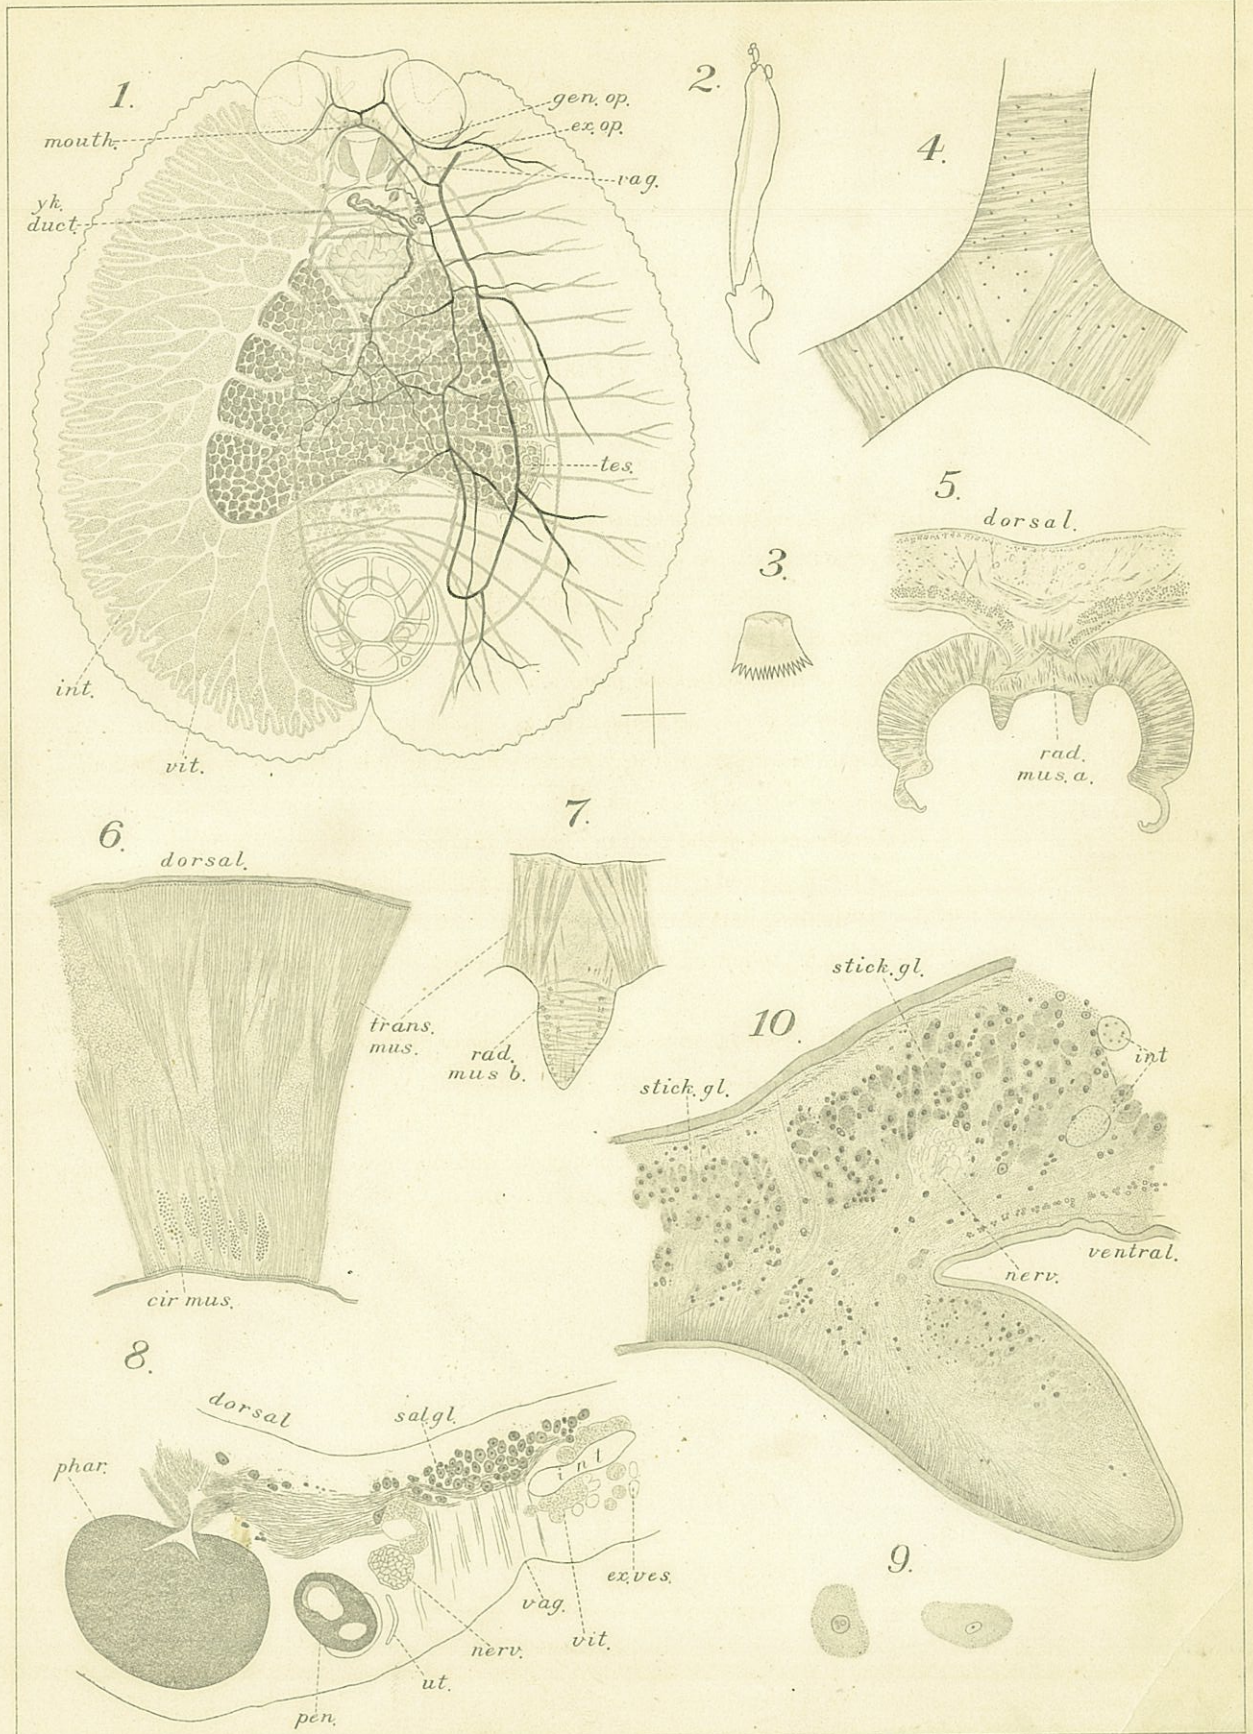 1.
mouth.
yk.
duct.
gen. op.
ex. op.
vag.
tes.
int.
vit.
2.
3.
4.
5.
dorsal.
rad.
mus. a.
6.
dorsal.
trans.
mus.
cir mus.
7.
rad.
mus b.
8.
dorsal
sal gl.
phar.
int
ex. ves.
vit.
vag.
nerv.
ut.
pen.
9.
10.
stick. gl.
stick. gl.
int
ventral.
nerv.